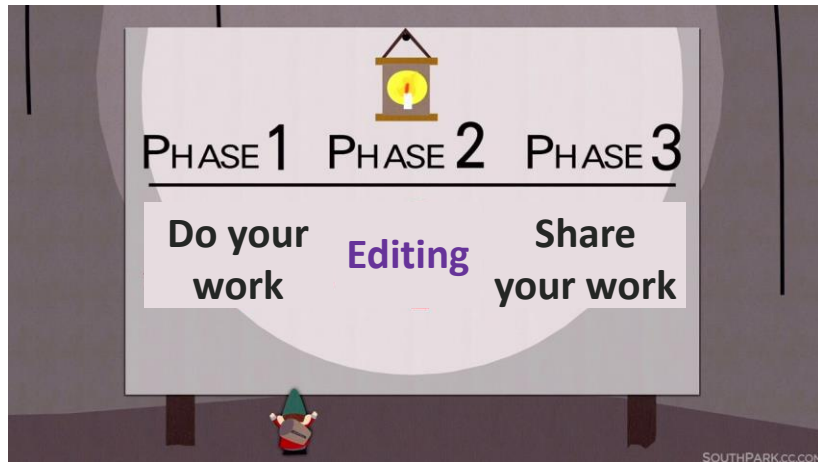 PHASE 1 PHASE 2 PHASE 3
Do your work
Editing
Share your work
SOUTHPARK.CC.COM